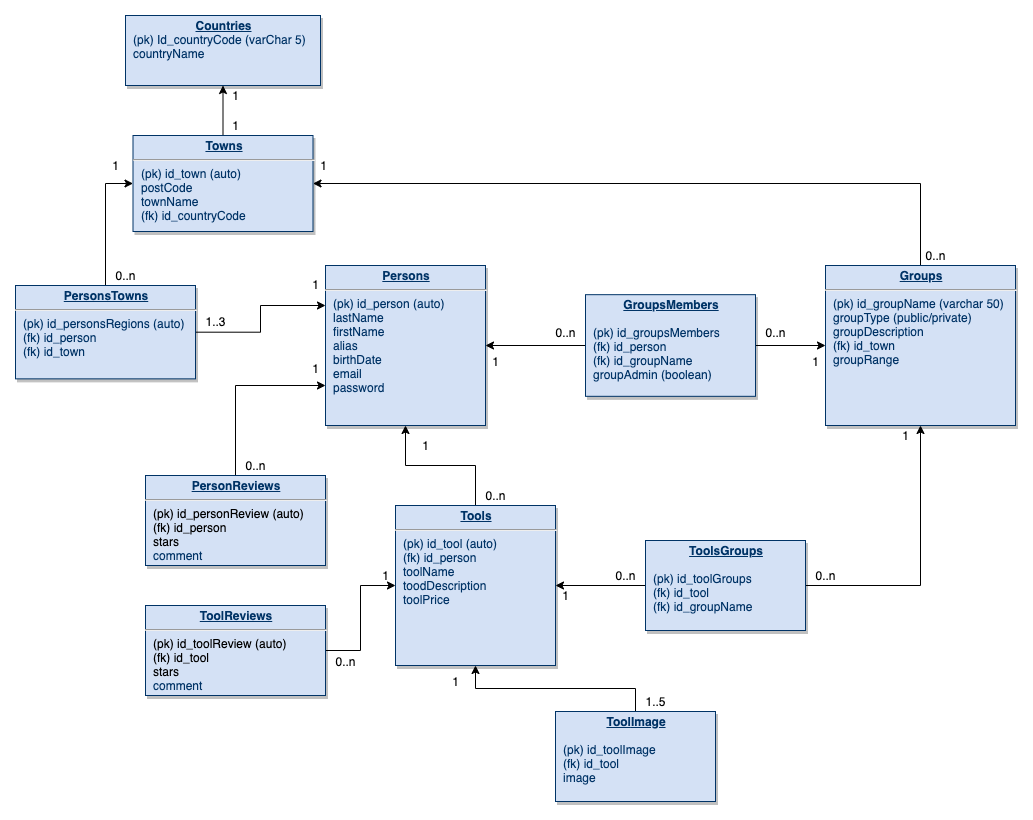 Countries
(pk) Id_countryCode (varChar 5)
countryName
1
1
Towns
(pk) id_town (auto)
postCode
townName
(fk) id_countryCode
1
1
0..n
0..n
PersonsTowns
(pk) id_personsRegions (auto)
(fk) id_person
(fk) id_town
1..3
1
Persons
(pk) id_person (auto)
lastName
firstName
alias
birthDate
email
password
1
0..n
1
GroupsMembers
(pk) id_groupsMembers
(fk) id_person
(fk) id_groupName
groupAdmin (boolean)
0..n
1
Groups
(pk) id_groupName (varchar 50)
groupType (public/private)
groupDescription
(fk) id_town
groupRange
1
1
0..n
0..n
PersonReviews
(pk) id_personReview (auto)
(fk) id_person
stars
comment
Tools
(pk) id_tool (auto)
(fk) id_person
toolName
toodDescription
toolPrice
1
0..n
1
ToolsGroups
(pk) id_toolGroups
(fk) id_tool
(fk) id_groupName
0..n
ToolReviews
(pk) id_toolReview (auto)
(fk) id_tool
stars
comment
0..n
1
1..5
ToolImage
(pk) id_toolImage
(fk) id_tool
image